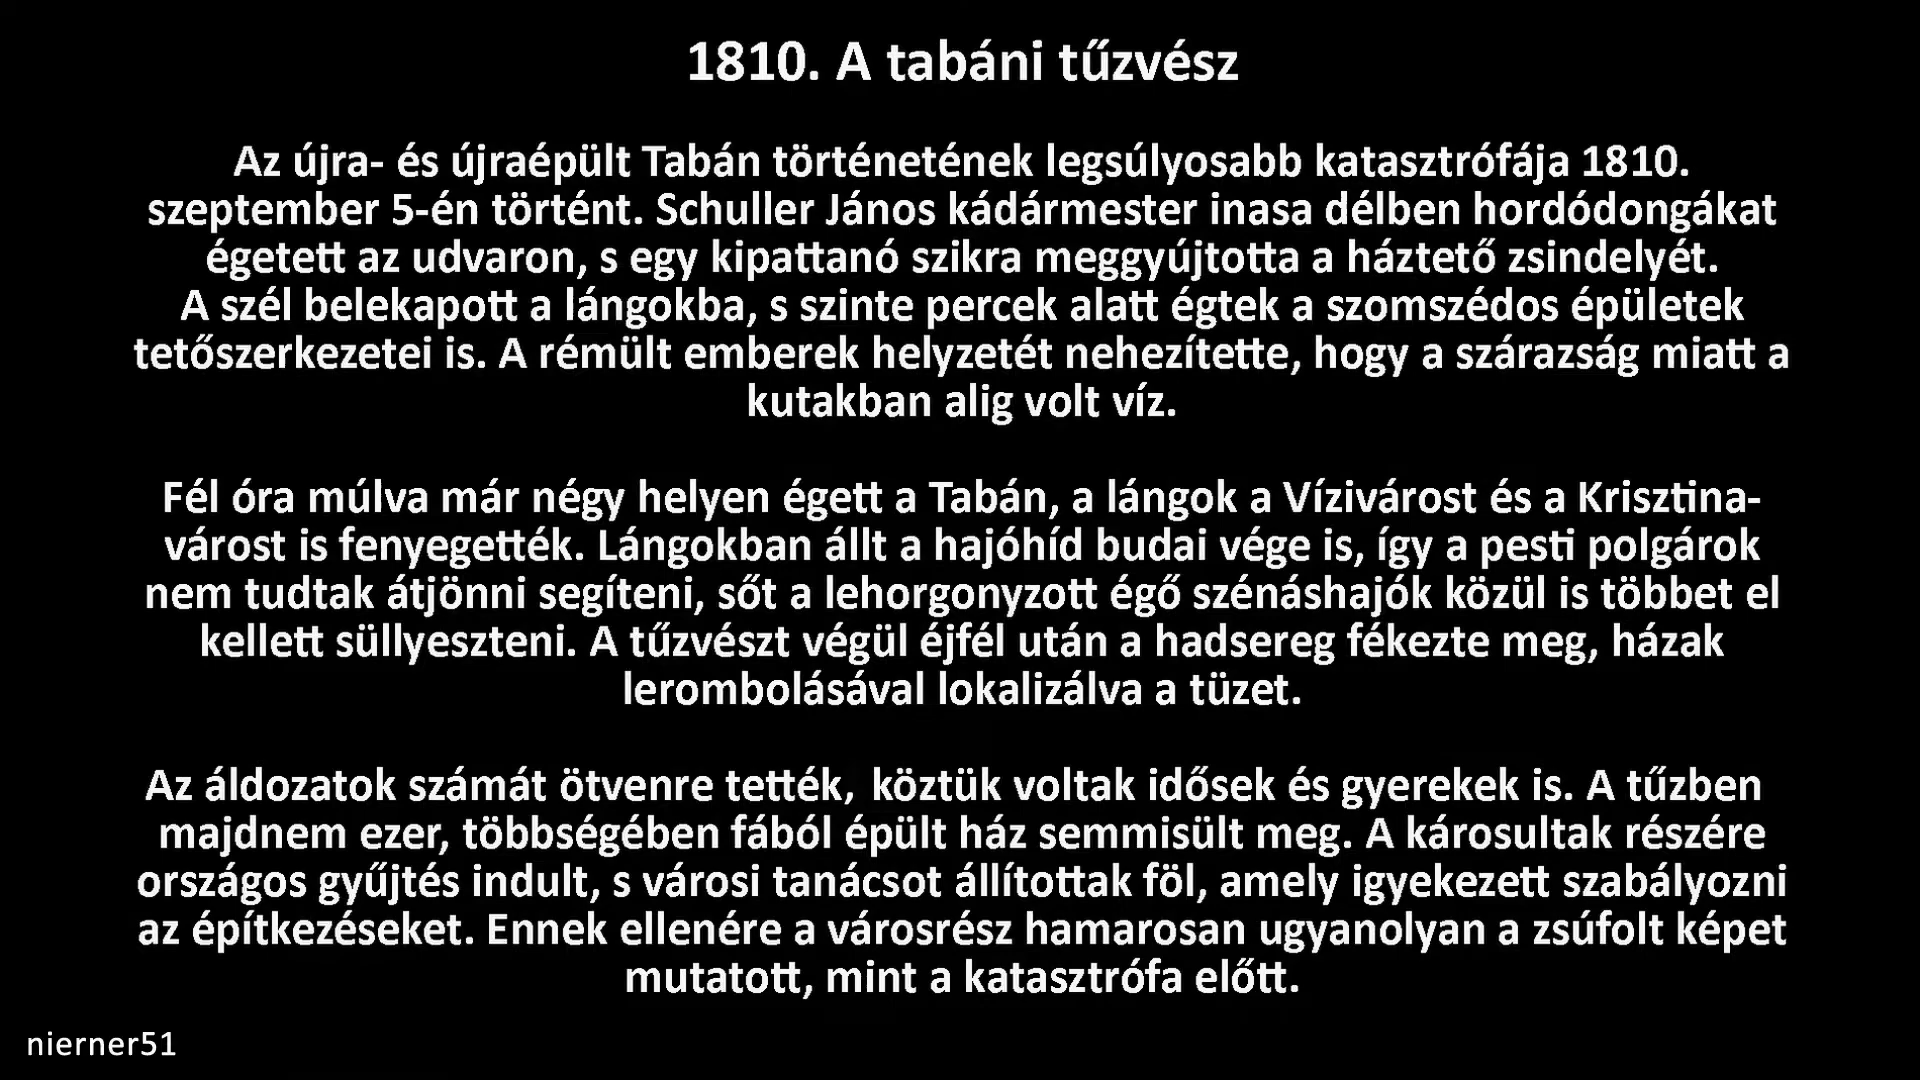 1810. A tabáni tűzvész
Az újra- és újraépült Tabán történetének legsúlyosabb katasztrófája 1810.
szeptember 5-én történt. Schuller János kádármester inasa délben hordódongákat
égetett az udvaron, s egy kipattanó szikra meggyújtotta a háztető zsindelyét.
A szél belekapott a lángokba, s szinte percek alatt égtek a szomszédos épületek
tetőszerkezetei is. A rémült emberek helyzetét nehezítette, hogy a szárazság miatt a
kutakban alig volt víz.
Fél óra múlva már négy helyen égett a Tabán, a lángok a Vízivárost és a Krisztina-
várost is fenyegették. Lángokban állt a hajóhíd budai vége is, így a pesti polgárok
nem tudtak átjönni segíteni, sőt a lehorgonyzott égő szénáshajók közül is többet el
kellett süllyeszteni. A tűzvészt végül éjfél után a hadsereg fékezte meg, házak
lerombolásával lokalizálva a tüzet.
Az áldozatok számát ötvenre tették, köztük voltak idősek és gyerekek is. A tűzben
majdnem ezer, többségében fából épült ház semmisült meg. A károsultak részére
országos gyűjtés indult, s városi tanácsot állítottak föl, amely igyekezett szabályozni
az építkezéseket. Ennek ellenére a városrész hamarosan ugyanolyan a zsúfolt képet
mutatott, mint a katasztrófa előtt.
nierner51